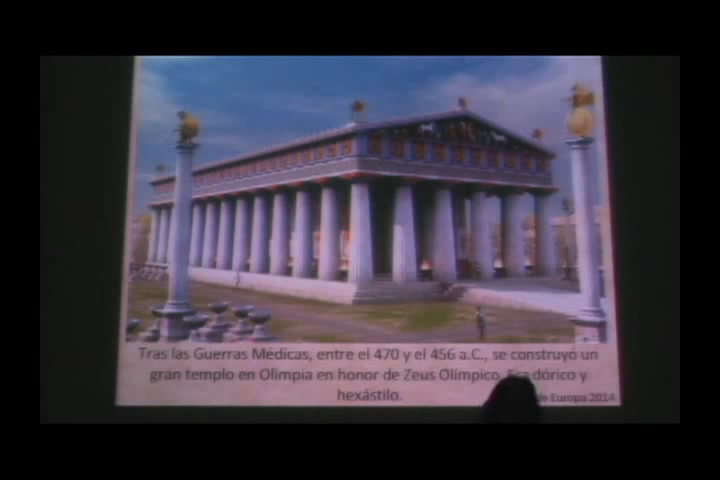 Tras las Guerras Médicas, entre el 470 y el 456 a.C., se construyó un
gran templo en Olimpia en honor de Zeus Olímpico. Era dórico y
hexástilo.
de Europa 2014